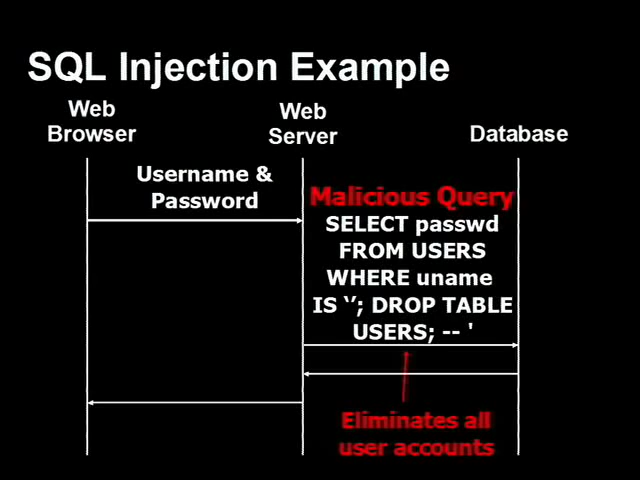 SQL Injection Example
Web
Browser
Web
Server
Database
Username &
Password
Malicious Query
SELECT passwd
FROM USERS
WHERE uname
IS ‘’; DROP TABLE
USERS; -- '
Eliminates all
user accounts